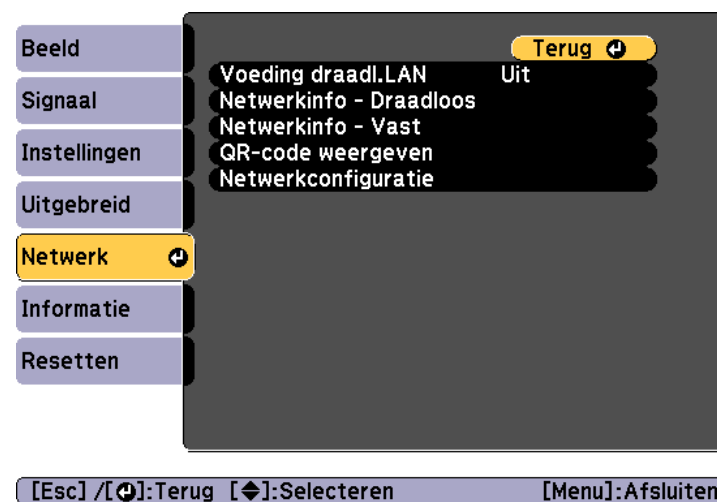 Beeld
Signaal
Instellingen
Uitgebreid
Netwerk
Informatie
Resetten
Terug
Voeding draadl.LAN Uit
Netwerkinfo - Draadloos
Netwerkinfo - Vast
QR-code weergeven
Netwerkconfiguratie
[Esc] /[⏎]:Terug [◆]:Selecteren [Menu]:Afsluiten